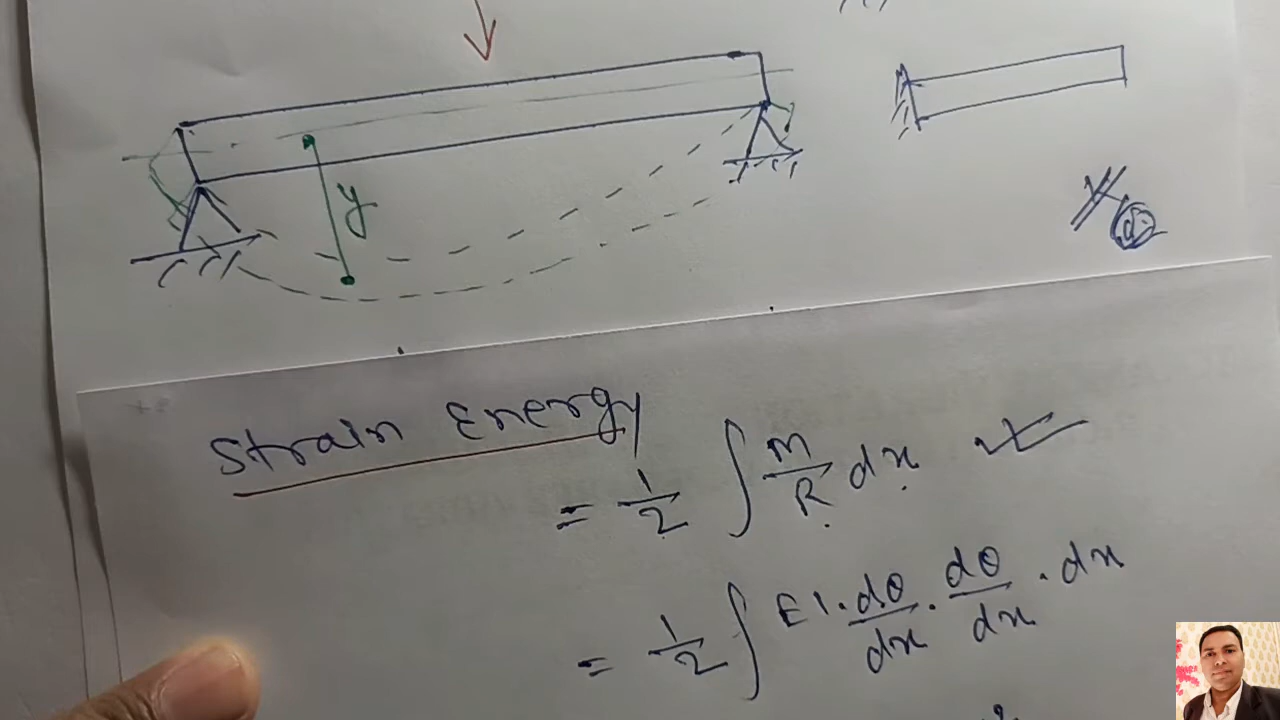 y
Strain Energy
= 1/2 ∫ M/R dx
= 1/2 ∫ EI · dθ/dx · dθ/dx · dx